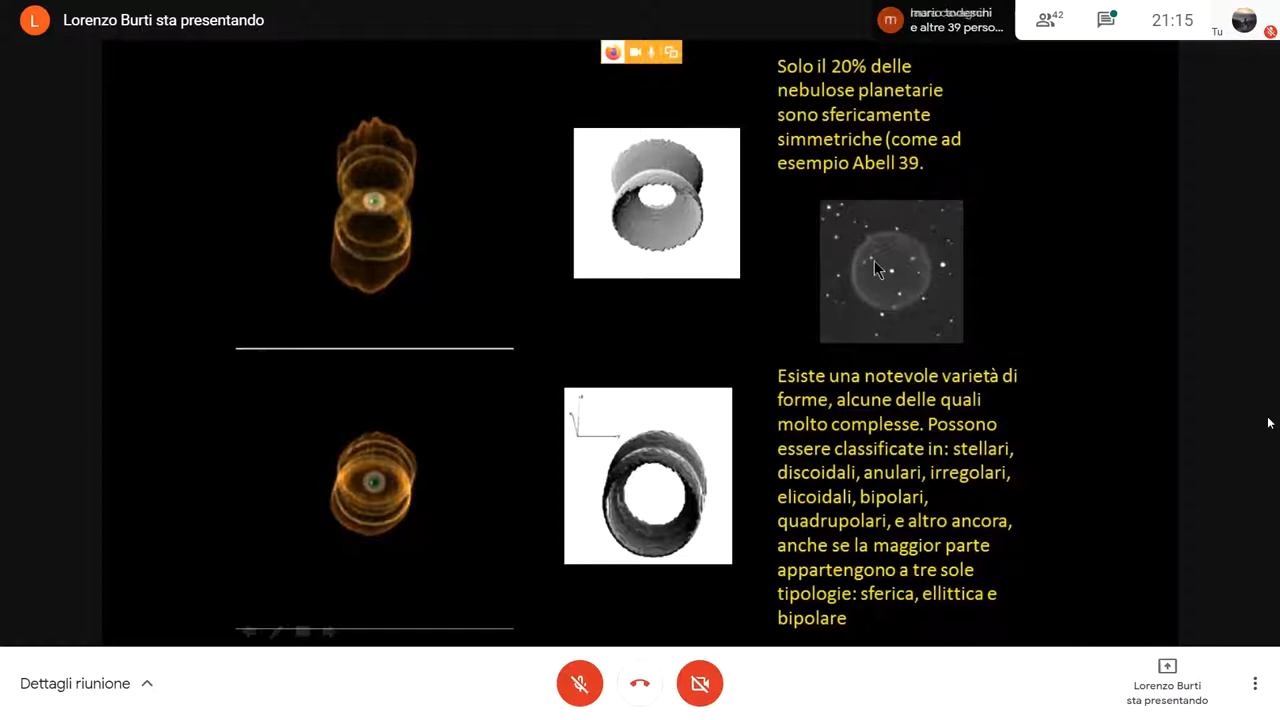 L
Lorenzo Burti sta presentando
m
e altre 39 perso...
42
21:15
Tu
Solo il 20% delle
nebulose planetarie
sono sfericamente
simmetriche (come ad
esempio Abell 39.
Esiste una notevole varietà di
forme, alcune delle quali
molto complesse. Possono
essere classificate in: stellari,
discoidali, anulari, irregolari,
elicoidali, bipolari,
quadrupolari, e altro ancora,
anche se la maggior parte
appartengono a tre sole
tipologie: sferica, ellittica e
bipolare
Dettagli riunione
Lorenzo Burti
sta presentando